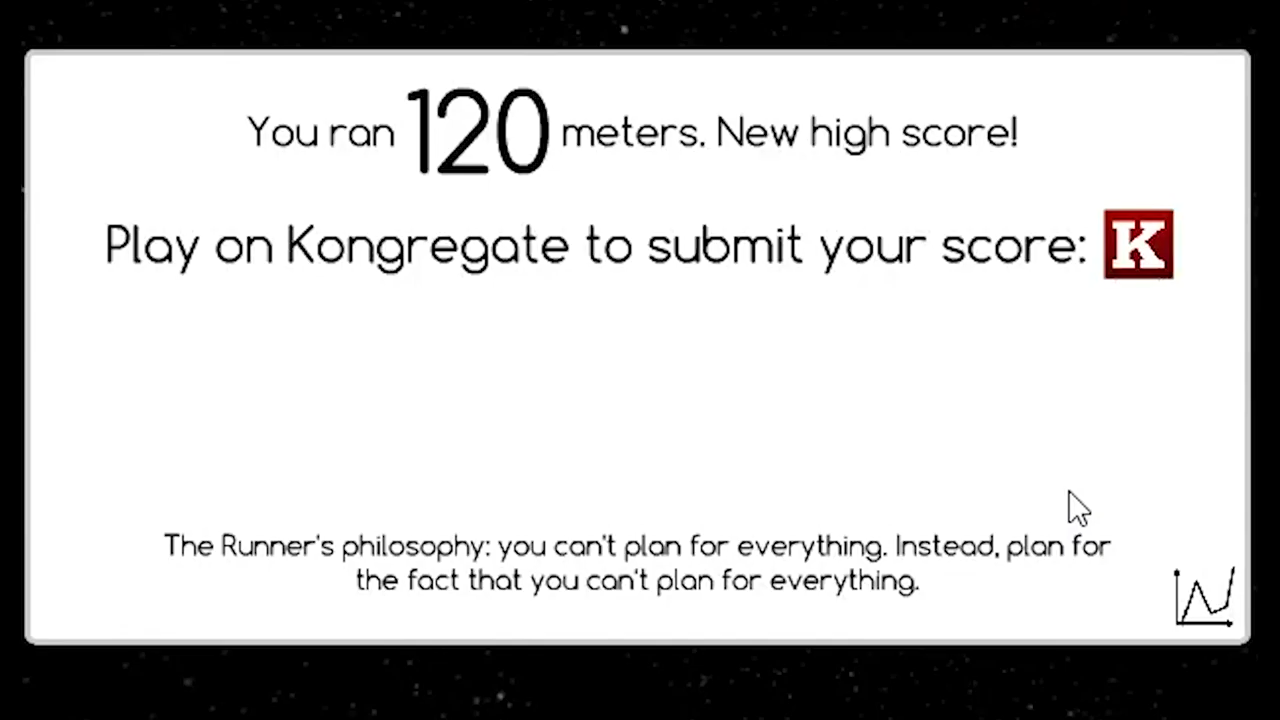 You ran 120 meters. New high score!
Play on Kongregate to submit your score: K
The Runner's philosophy: you can't plan for everything. Instead, plan for
the fact that you can't plan for everything.